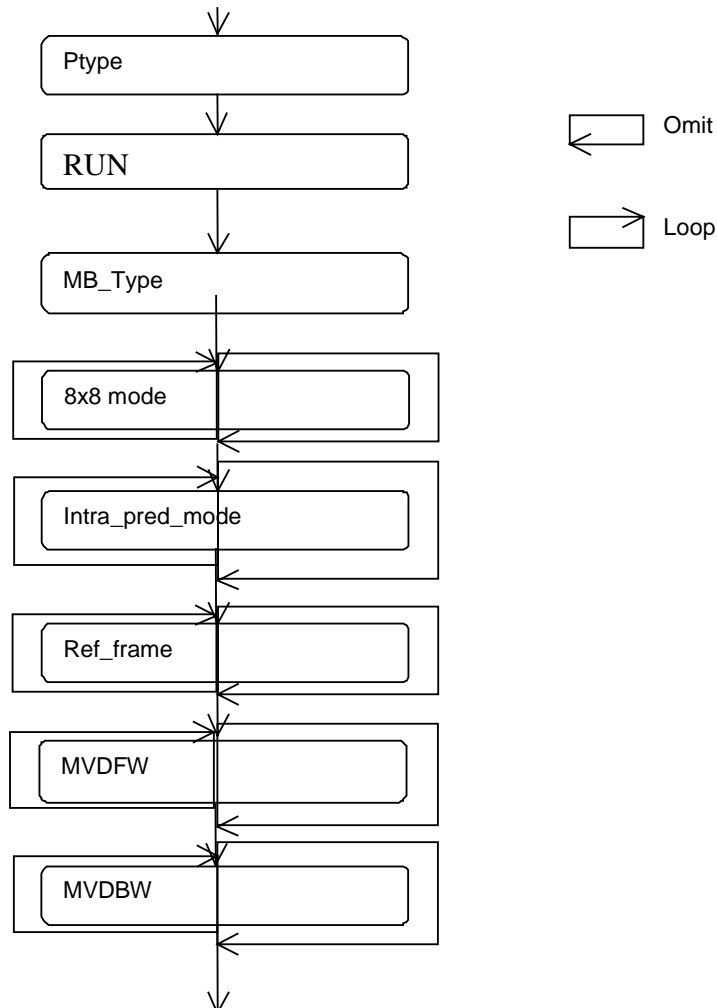 Ptype
Omit
RUN
Loop
MB_Type
8x8 mode
Intra_pred_mode
Ref_frame
MVDFW
MVDBW